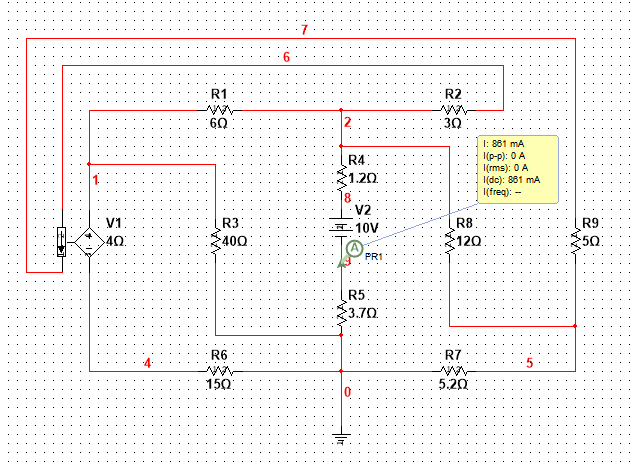 7
6
R1
6Ω
R2
3Ω
2
I: 861 mA
I(p-p): 0 A
I(rms): 0 A
I(dc): 861 mA
I(freq): --
R4
1.2Ω
1
8
V1
4Ω
R3
40Ω
V2
10V
R8
12Ω
R9
5Ω
A
PR1
9
R5
3.7Ω
4
R6
15Ω
R7
5.2Ω
5
0